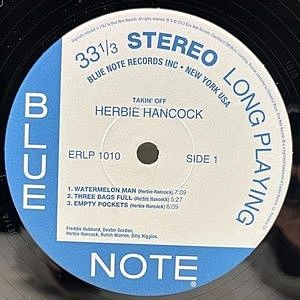 33 1/3 STEREO LONG PLAYING
BLUE NOTE RECORDS INC • NEW YORK USA
TAKIN' OFF
HERBIE HANCOCK
ERLP 1010
SIDE 1
1. WATERMELON MAN (Herbie Hancock) 7:09
2. THREE BAGS FULL (Herbie Hancock) 5:27
3. EMPTY POCKETS (Herbie Hancock) 6:09
Freddie Hubbard, Dexter Gordon,
Herbie Hancock, Butch Warren, Billy Higgins.
BLUE
NOTE®